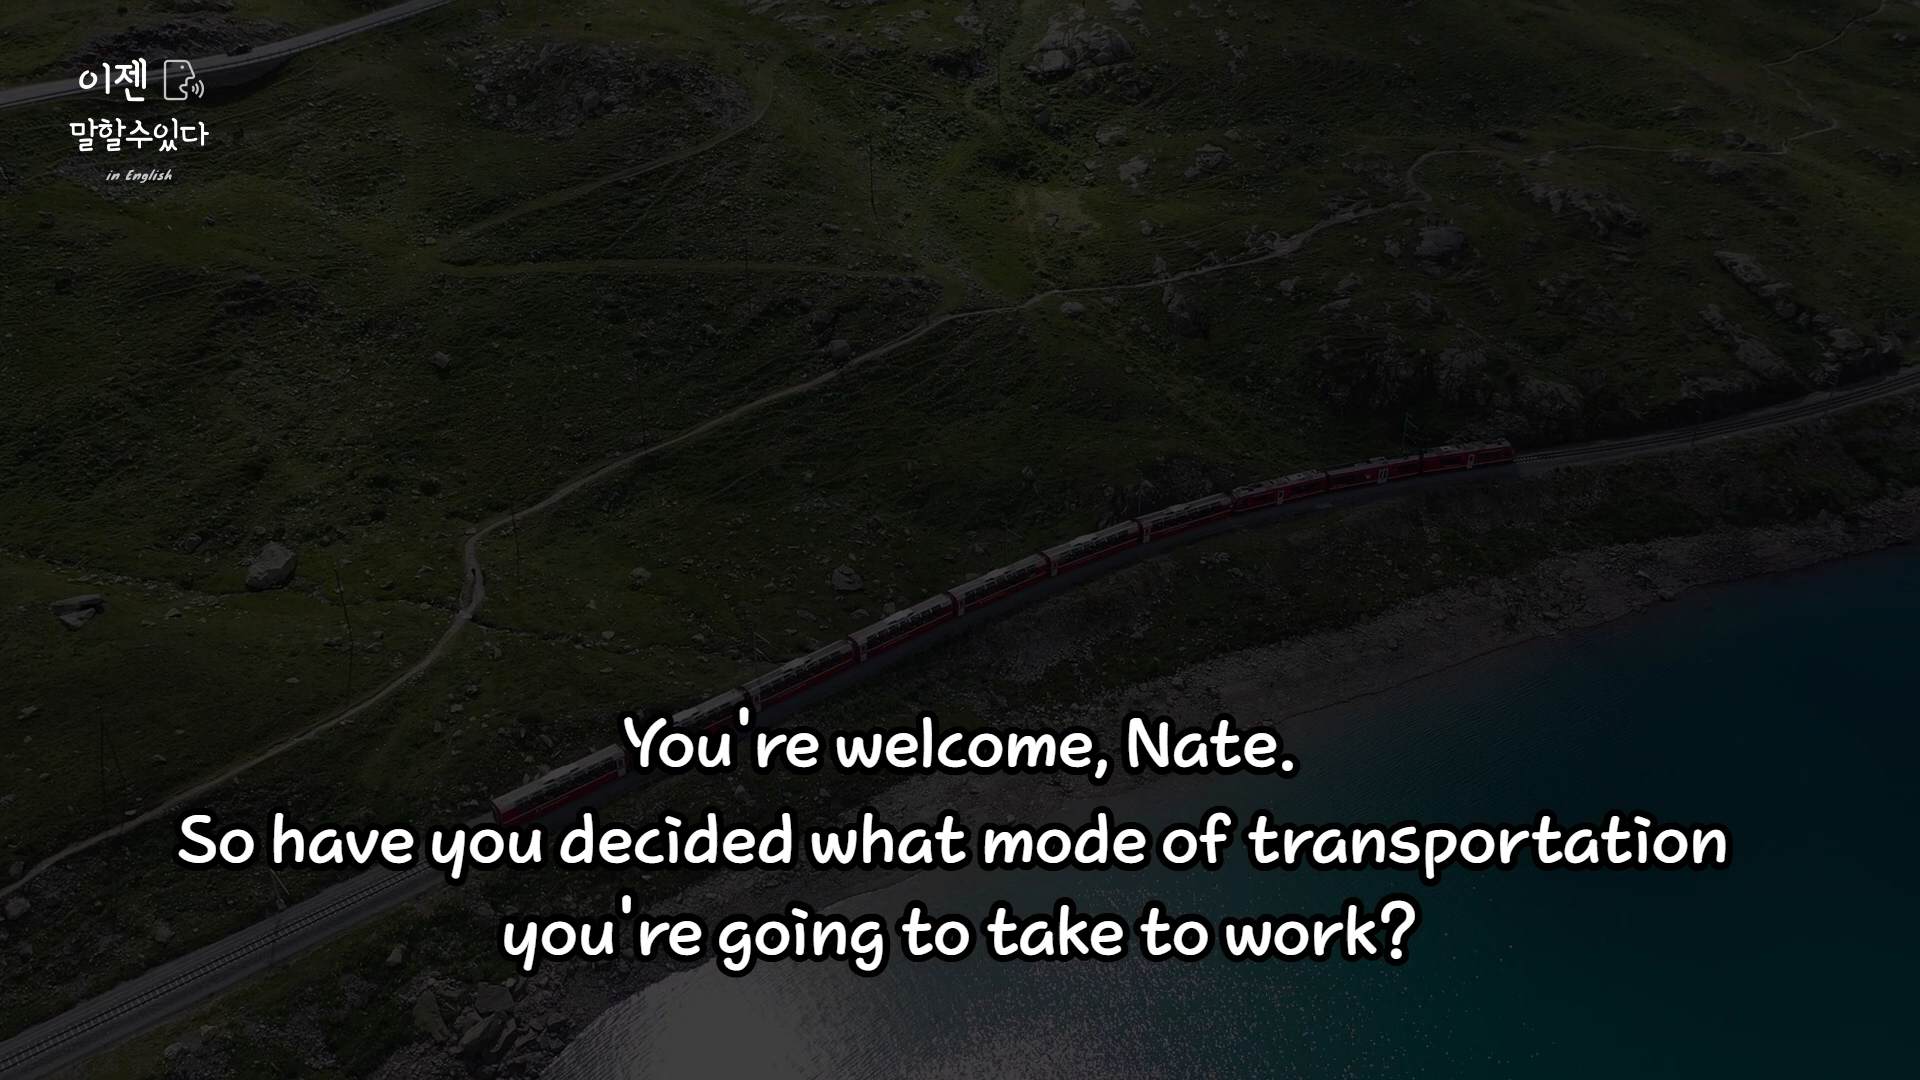 이젠
말할수있다
in English
You're welcome, Nate.
So have you decided what mode of transportation
you're going to take to work?